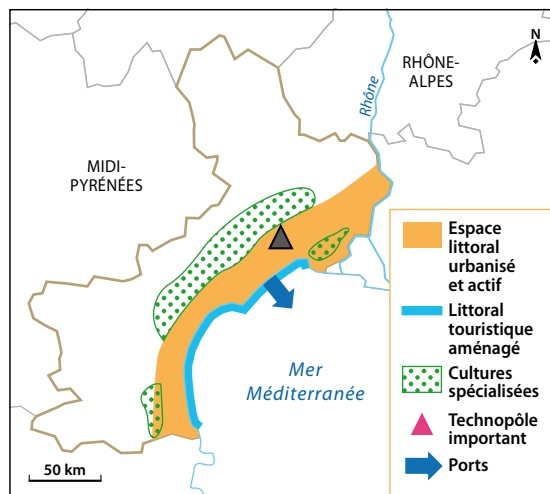 N
RHÔNE-
ALPES
Rhône
MIDI-
PYRÉNÉES
Mer
Méditerranée
50 km
Espace
littoral
urbanisé
et actif
Littoral
touristique
aménagé
Cultures
spécialisées
Technopôle
important
Ports